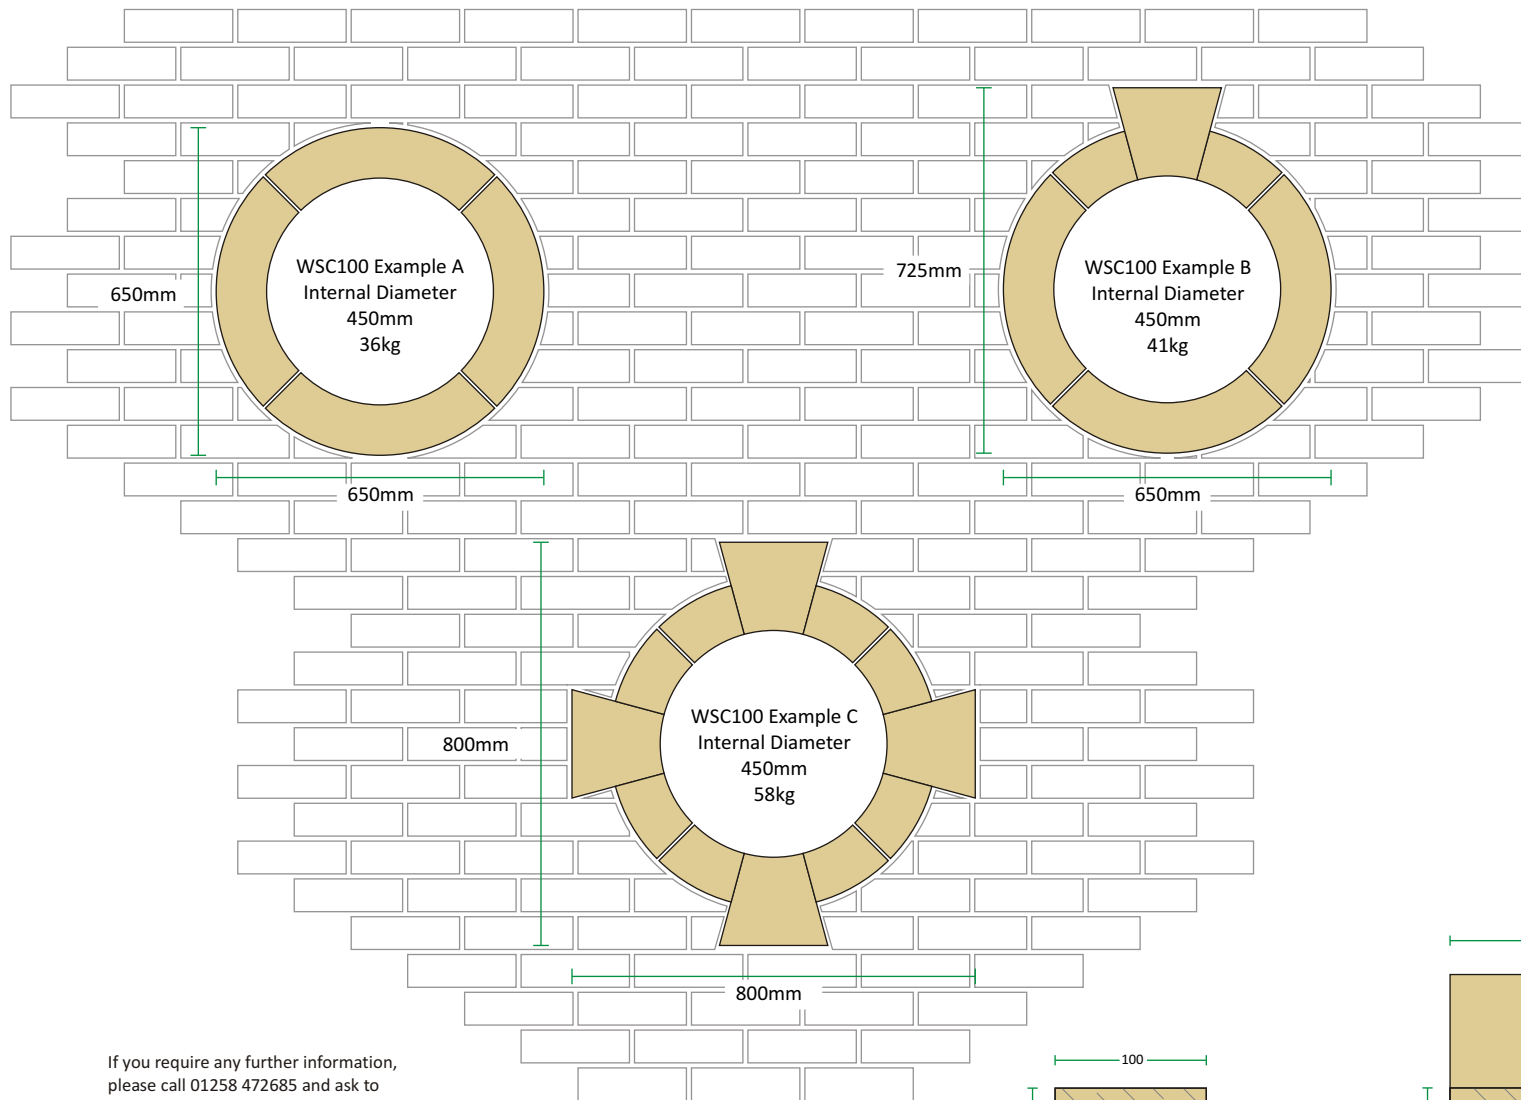 WSC100 Example A
Internal Diameter
450mm
36kg
650mm
650mm
WSC100 Example B
Internal Diameter
450mm
41kg
725mm
650mm
WSC100 Example C
Internal Diameter
450mm
58kg
800mm
800mm
If you require any further information,
please call 01258 472685 and ask to
100